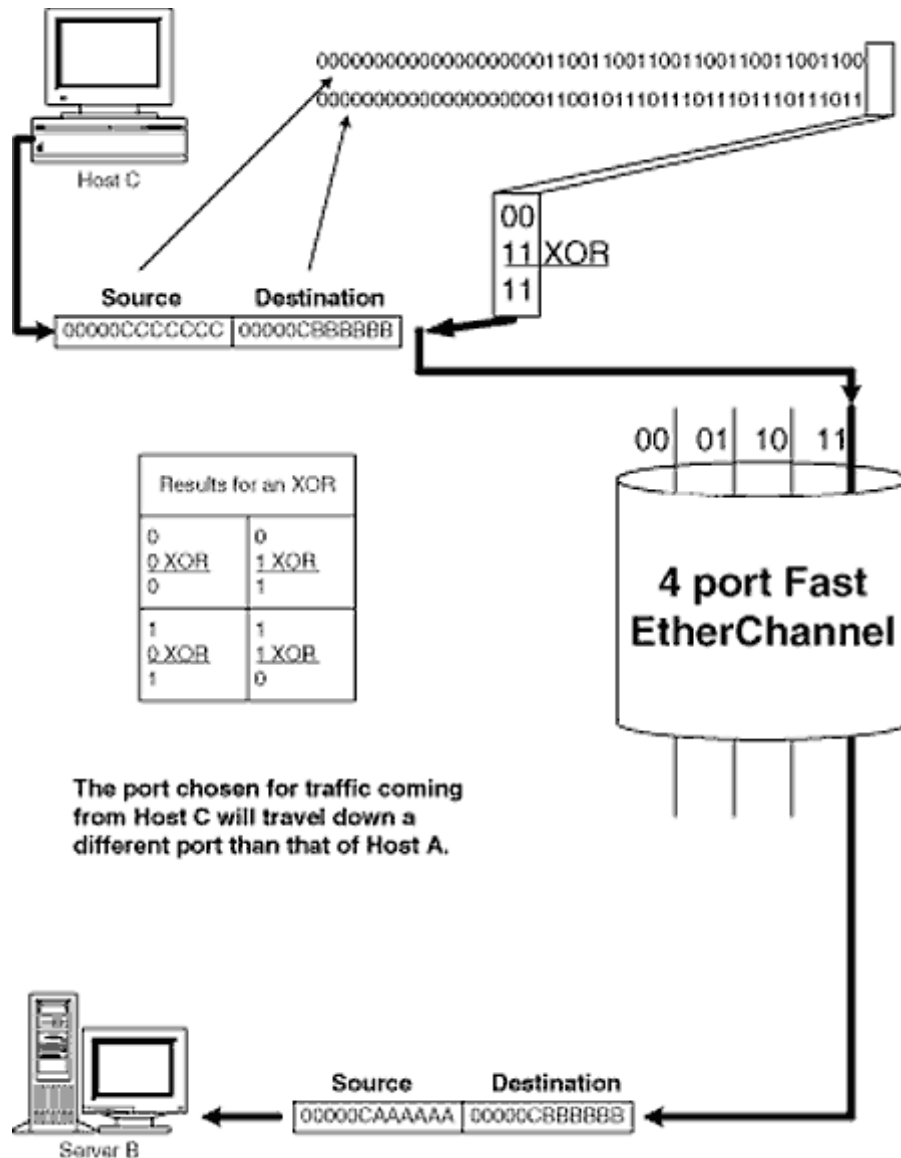 000000000000000000001100110011001100110011001100
000000000000000000001100101110111011101110111011
Host C
00
11 XOR
11
Source Destination
00000CCCCCCC 00000CBBBBBB
00 01 10 11
Results for an XOR
0 0
0 XOR 1 XOR
0 1
1 1
0 XOR 1 XOR
1 0
4 port Fast
EtherChannel
The port chosen for traffic coming
from Host C will travel down a
different port than that of Host A.
Source Destination
00000CAAAAAA 00000CBBBBBB
Server B